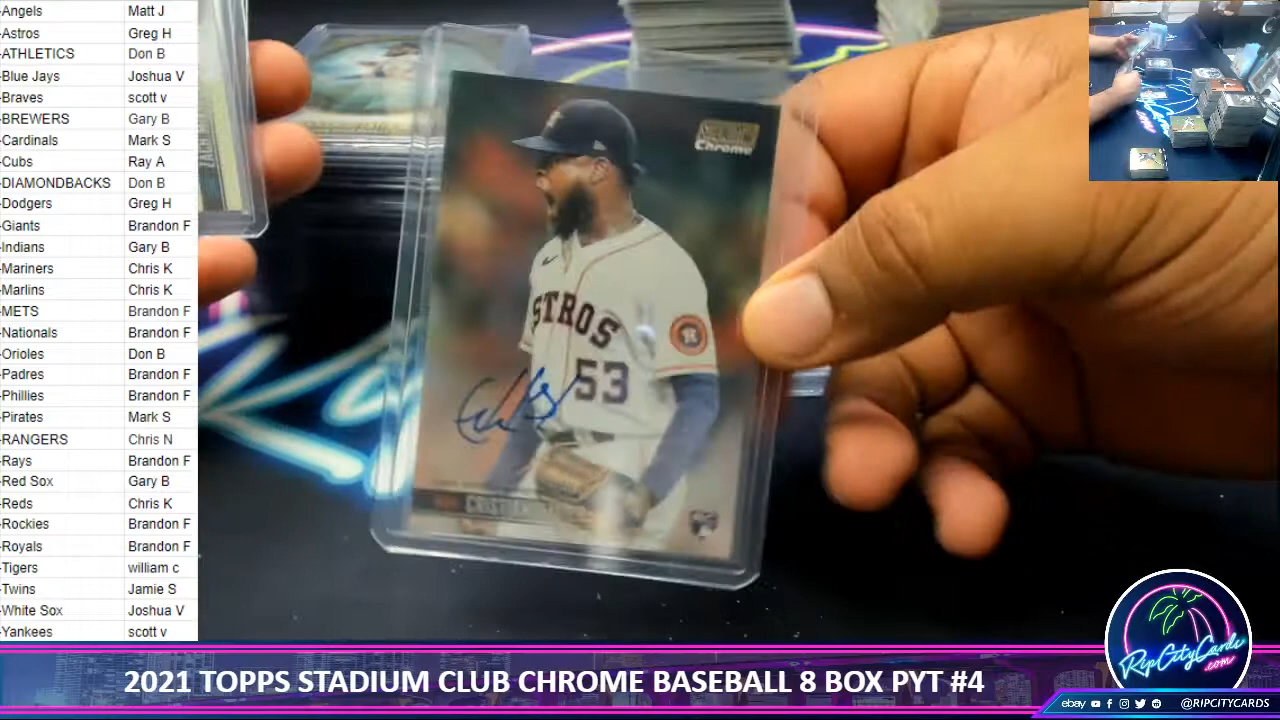 -Angels Matt J
-Astros Greg H
-ATHLETICS Don B
-Blue Jays Joshua V
-Braves scott v
-BREWERS Gary B
-Cardinals Mark S
-Cubs Ray A
-DIAMONDBACKS Don B
-Dodgers Greg H
-Giants Brandon F
-Indians Gary B
-Mariners Chris K
-Marlins Chris K
-METS Brandon F
-Nationals Brandon F
-Orioles Don B
-Padres Brandon F
-Phillies Brandon F
-Pirates Mark S
-RANGERS Chris N
-Rays Brandon F
-Red Sox Gary B
-Reds Chris K
-Rockies Brandon F
-Royals Brandon F
-Tigers william c
-Twins Jamie S
-White Sox Joshua V
-Yankees scott v
Chrome
STROS
53
RC
RipCityCards
.com
2021 TOPPS STADIUM CLUB CHROME BASEBALL 8 BOX PYT #4
ebay @RIPCITYCARDS